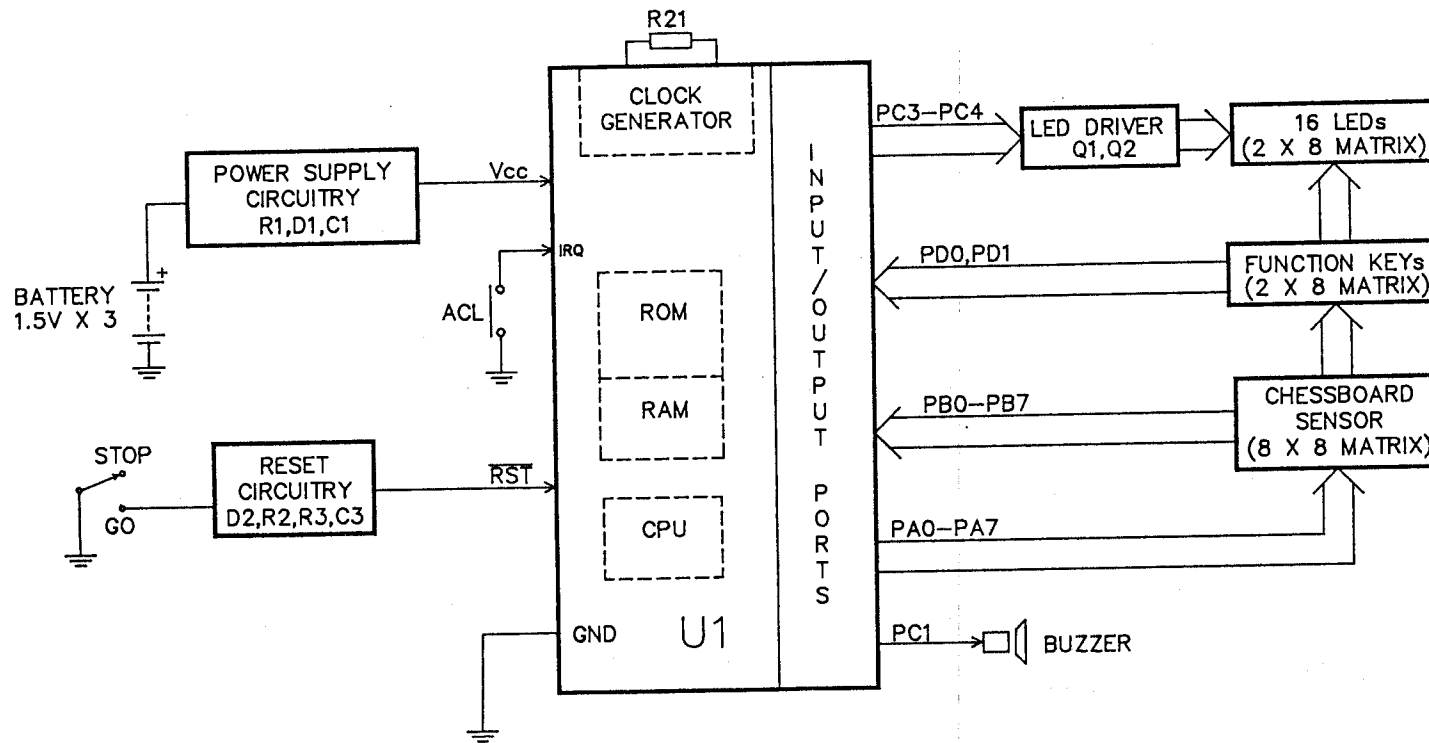 R21
CLOCK
GENERATOR
PC3-PC4
LED DRIVER
Q1,Q2
16 LEDs
(2 X 8 MATRIX)
POWER SUPPLY
CIRCUITRY
R1,D1,C1
Vcc
IRQ
PD0,PD1
FUNCTION KEYs
(2 X 8 MATRIX)
+
BATTERY
1.5V X 3
ACL
ROM
RAM
INPUT/OUTPUT PORTS
PB0-PB7
CHESSBOARD
SENSOR
(8 X 8 MATRIX)
STOP
GO
RESET
CIRCUITRY
D2,R2,R3,C3
RST
CPU
PA0-PA7
GND
U1
PC1
BUZZER